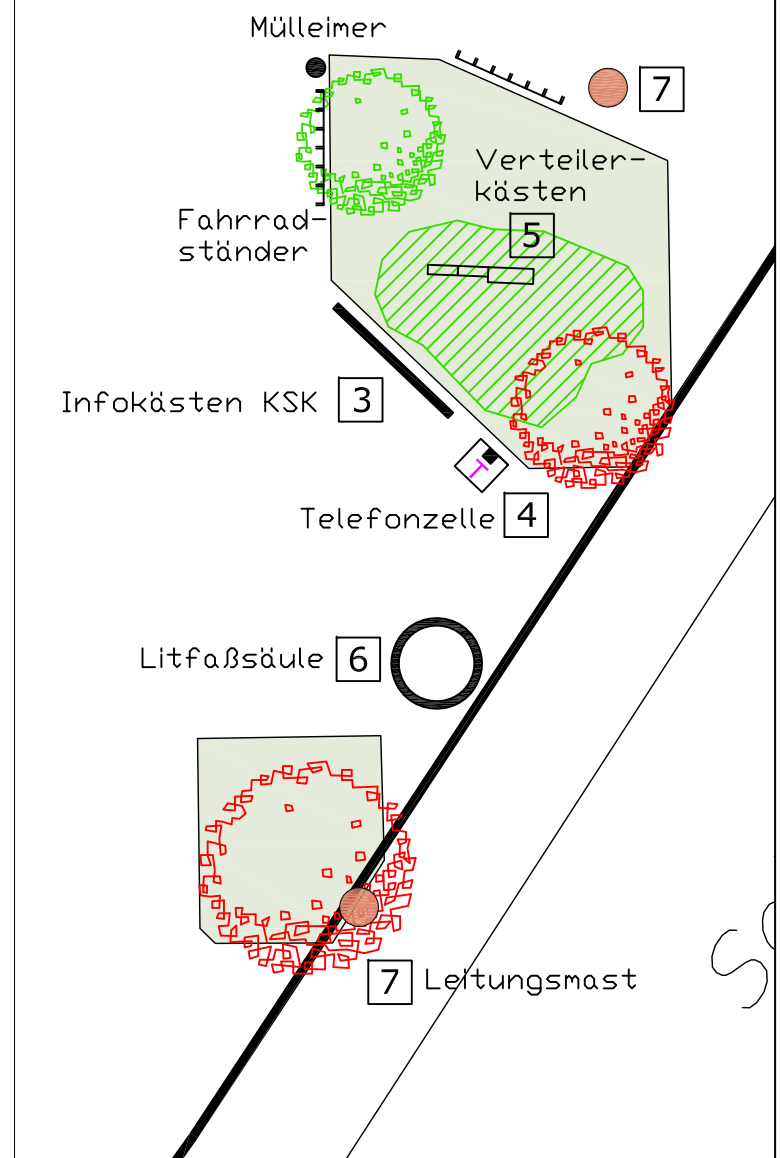 Mülleimer
7
Verteiler-
kästen
5
Fahrrad-
ständer
Infokästen KSK 3
T
Telefonzelle 4
Litfaßsäule 6
S
7 Leitungsmast